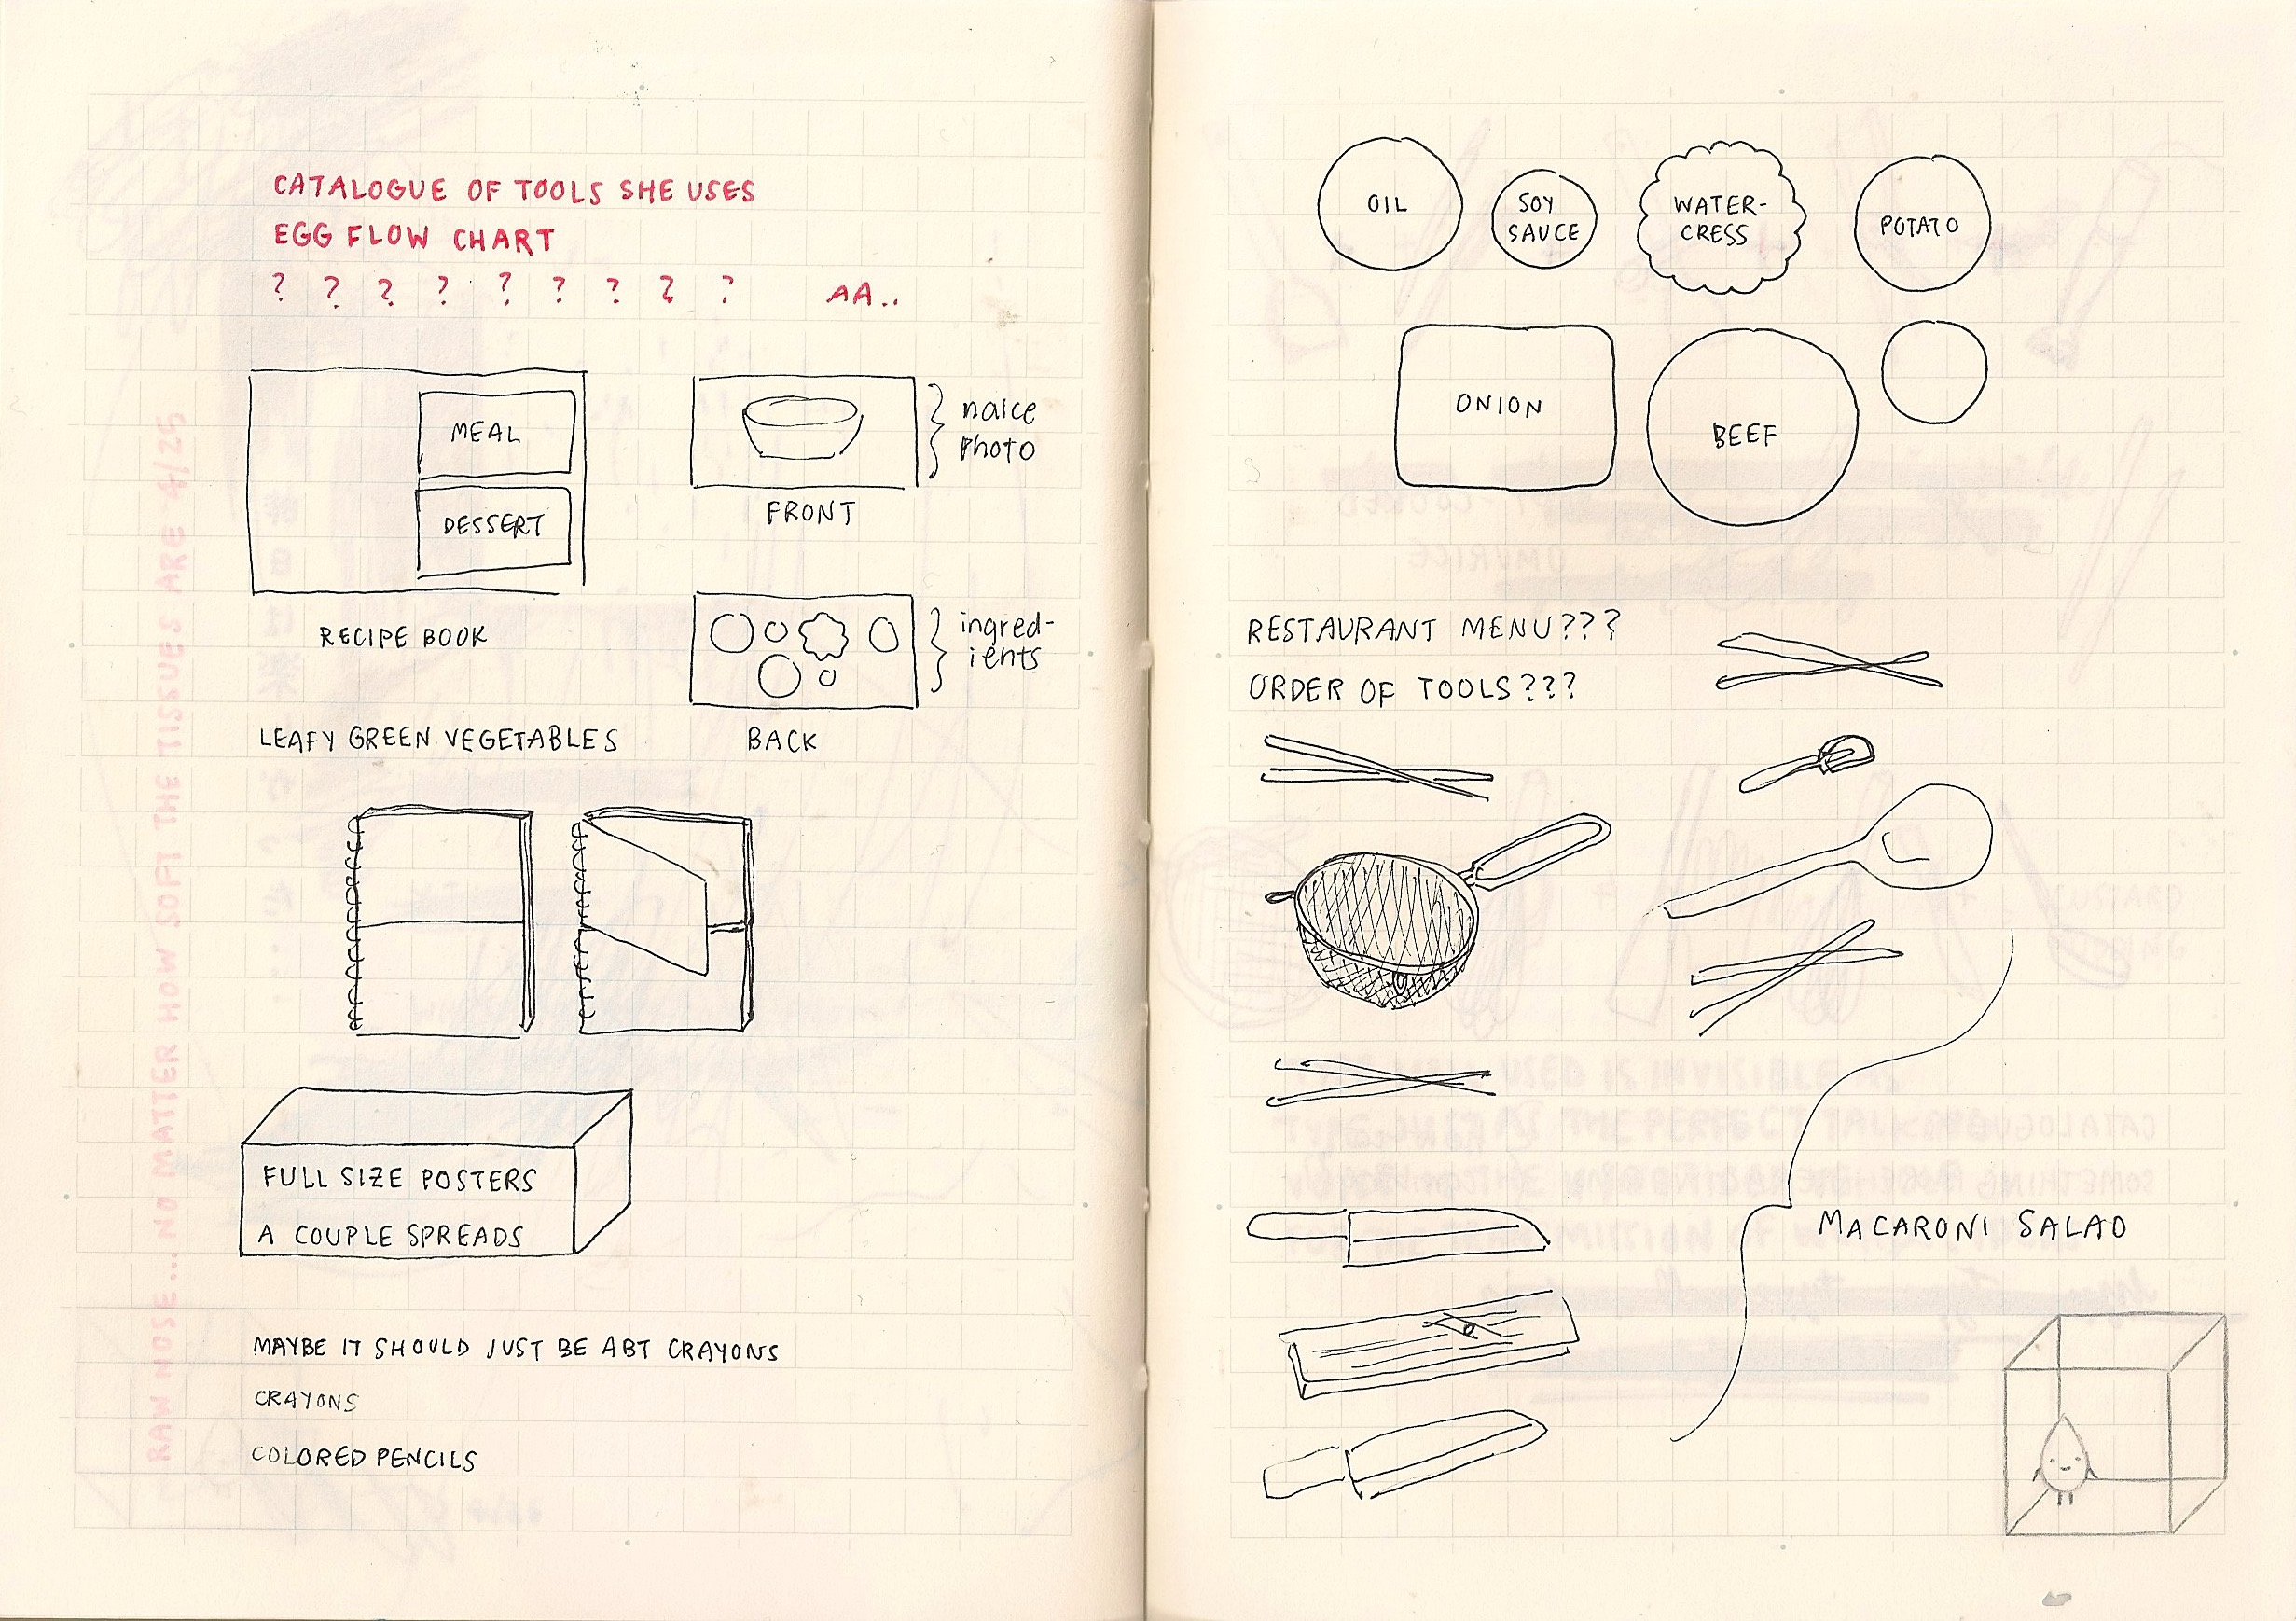 CATALOGUE OF TOOLS SHE USES
EGG FLOW CHART
? ? ? ? ? ? ? ? ? AA..
MEAL
DESSERT
RECIPE BOOK
naice
photo
FRONT
ingred-
ients
BACK
LEAFY GREEN VEGETABLES
FULL SIZE POSTERS
A COUPLE SPREADS
MAYBE IT SHOULD JUST BE ABT CRAYONS
CRAYONS
COLORED PENCILS
RAW HOSE... NO MATTER HOW SOFT THE TISSUES ARE 4/25
OIL
SOY
SAUCE
WATER-
CRESS
POTATO
ONION
BEEF
RESTAURANT MENU???
ORDER OF TOOLS???
MACARONI SALAD